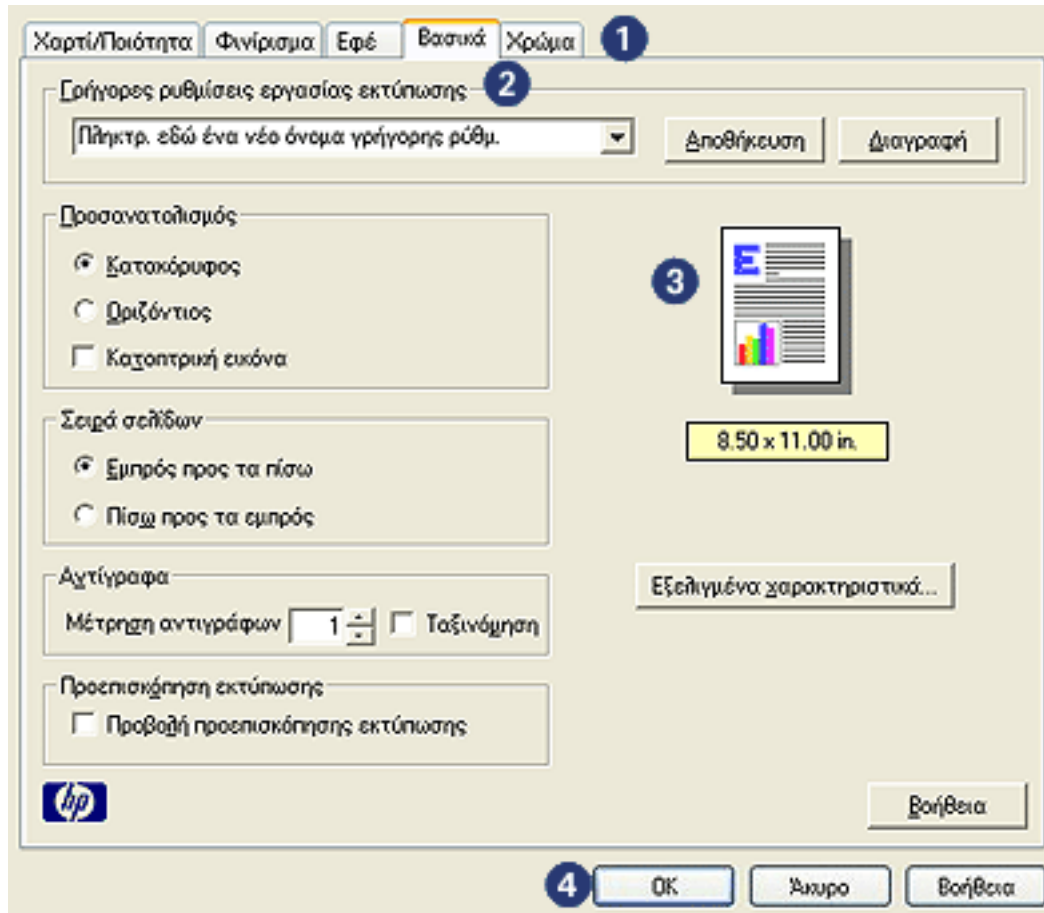 Χαρτί/Ποιότητα Φινίρισμα Εφέ Βασικά Χρώμα 1
Γρήγορες ρυθμίσεις εργασίας εκτύπωσης 2
Πληκτρ. εδώ ένα νέο όνομα γρήγορης ρύθμ. Αποθήκευση Διαγραφή
Προσανατολισμός
Κατακόρυφος
Οριζόντιος
Κατοπτρική εικόνα
3
E
8.50 x 11.00 in.
Σειρά σελίδων
Εμπρός προς τα πίσω
Πίσω προς τα εμπρός
Αντίγραφα
Μέτρηση αντιγράφων 1 Ταξινόμηση
Εξελιγμένα χαρακτηριστικά...
Προεπισκόπηση εκτύπωσης
Προβολή προεπισκόπησης εκτύπωσης
hp
Βοήθεια
4 OK Άκυρο Βοήθεια